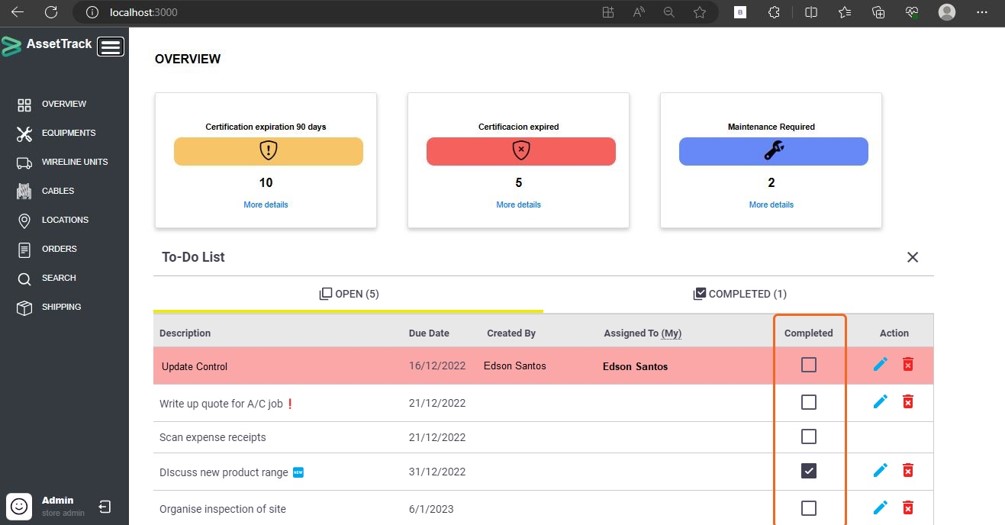 localhost:3000
AssetTrack
OVERVIEW
EQUIPMENTS
WIRELINE UNITS
CABLES
LOCATIONS
ORDERS
SEARCH
SHIPPING
Admin
store admin
OVERVIEW
Certification expiration 90 days
10
More details
Certificacion expired
5
More details
Maintenance Required
2
More details
To-Do List
OPEN (5)
COMPLETED (1)
Description Due Date Created By Assigned To (My) Completed Action
Update Control 16/12/2022 Edson Santos Edson Santos
Write up quote for A/C job❗ 21/12/2022
Scan expense receipts 21/12/2022
DIscuss new product range 31/12/2022
Organise inspection of site 6/1/2023